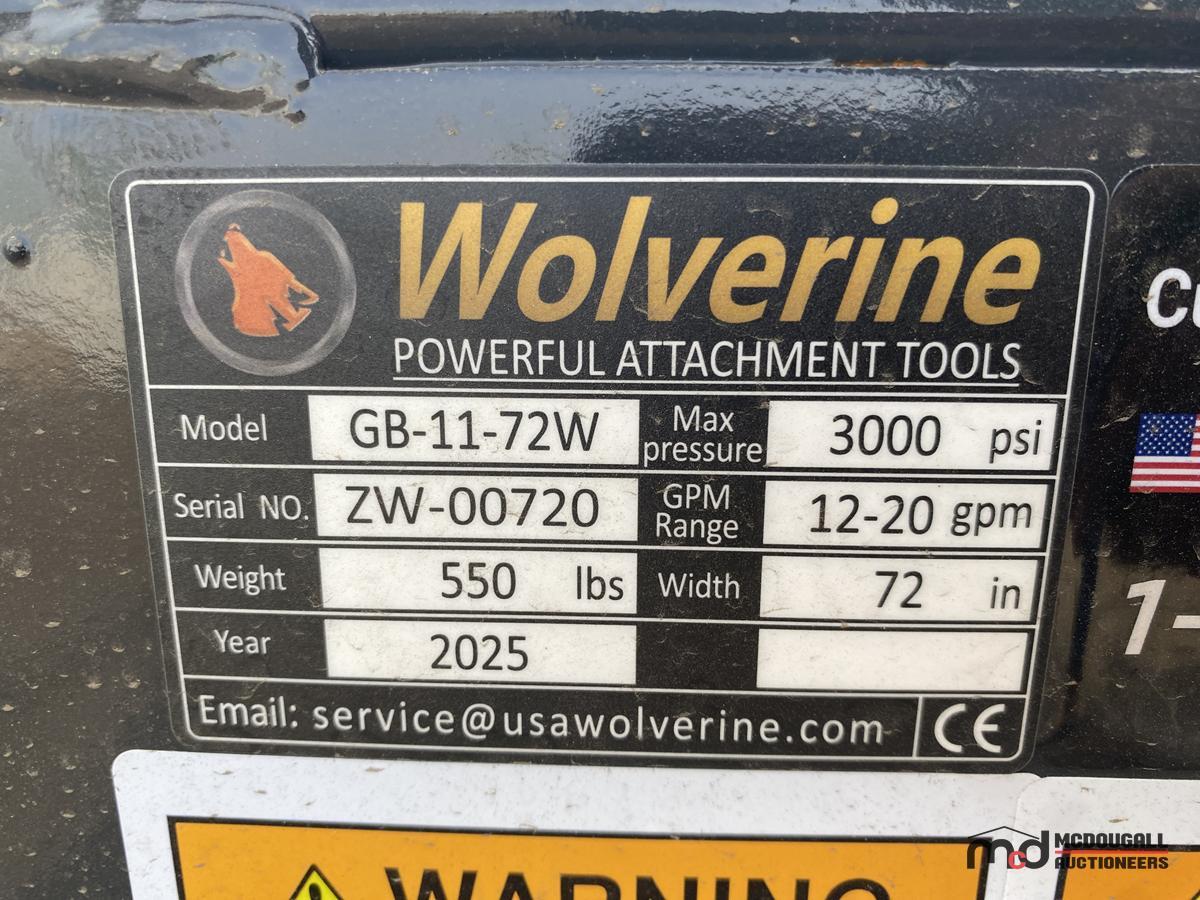 Wolverine
POWERFUL ATTACHMENT TOOLS
Model GB-11-72W Max pressure 3000 psi
Serial NO. ZW-00720 GPM Range 12-20 gpm
Weight 550 lbs Width 72 in
Year 2025
Email: service@usawolverine.com CE
WARNING
mcd MCDOUGALL
AUCTIONEERS